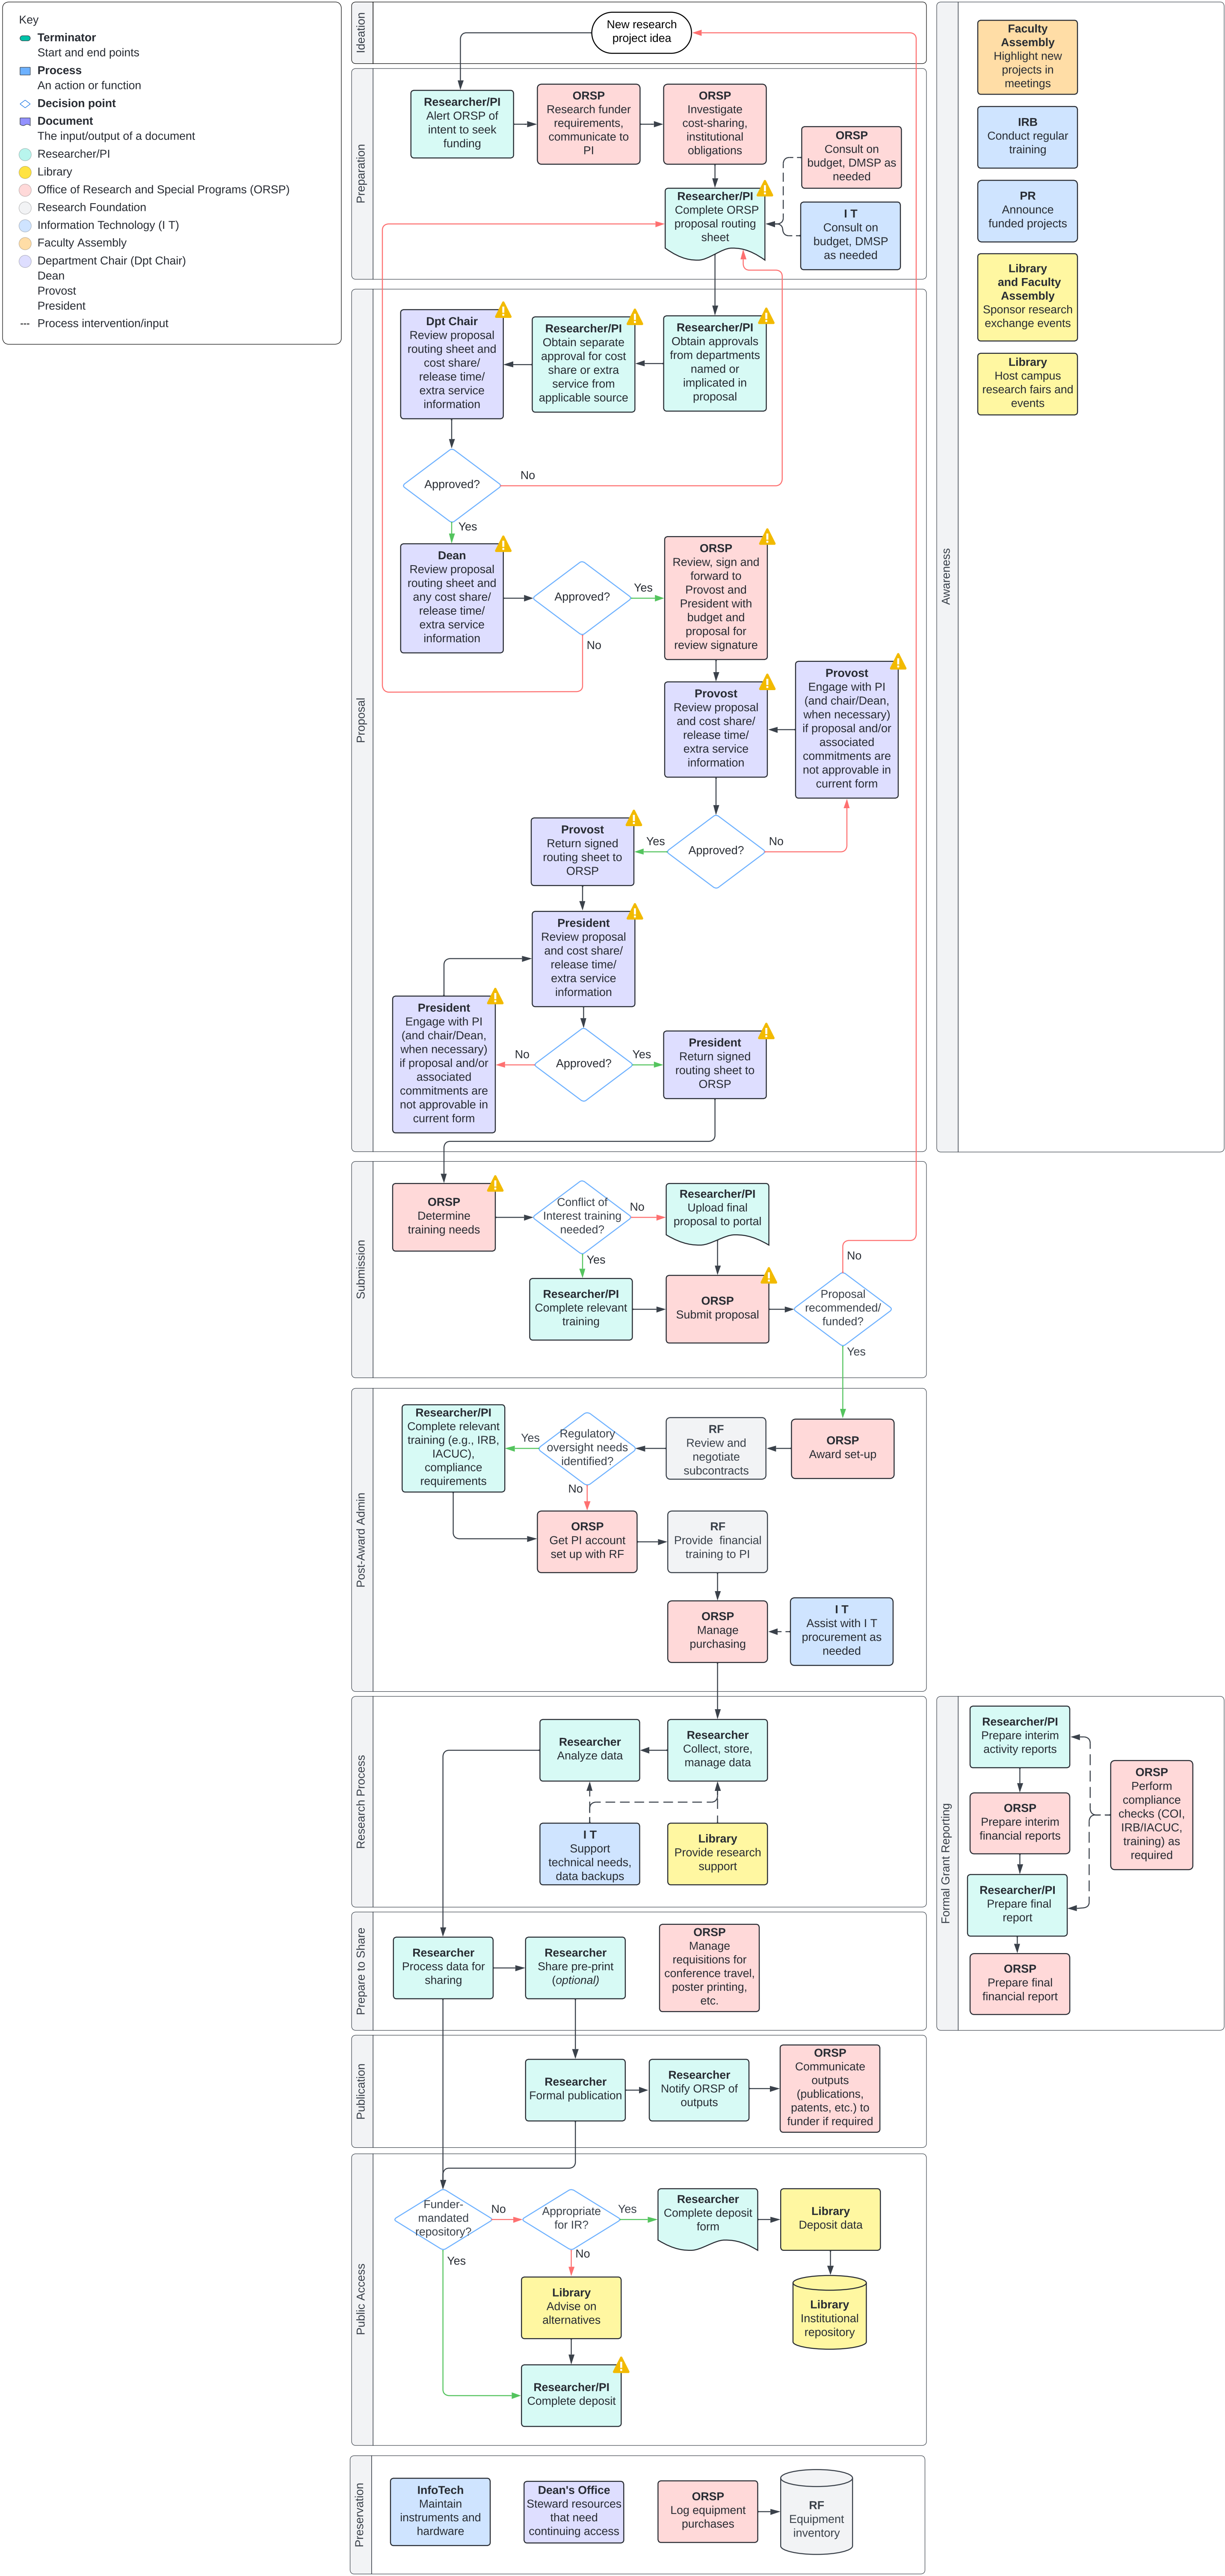 Key
Terminator
Start and end points
Process
An action or function
Decision point
Document
The input/output of a document
Researcher/PI
Library
Office of Research and Special Programs (ORSP)
Research Foundation
Information Technology (I T)
Faculty Assembly
Department Chair (Dpt Chair)
Dean
Provost
President
Process intervention/input
Ideation
New research
project idea
Preparation
Researcher/PI
Alert ORSP of
intent to seek
funding
ORSP
Research funder
requirements,
communicate to
PI
ORSP
Investigate
cost-sharing,
institutional
obligations
ORSP
Consult on
budget, DMSP as
needed
Researcher/PI
Complete ORSP
proposal routing
sheet
I T
Consult on
budget, DMSP
as needed
Proposal
Dpt Chair
Review proposal
routing sheet and
cost share/
release time/
extra service
information
Researcher/PI
Obtain separate
approval for cost
share or extra
service from
applicable source
Researcher/PI
Obtain approvals
from departments
named or
implicated in
proposal
Approved?
No
Yes
Dean
Review proposal
routing sheet and
any cost share/
release time/
extra service
information
Approved?
Yes
No
ORSP
Review, sign and
forward to
Provost and
President with
budget and
proposal for
review signature
Provost
Review proposal
and cost share/
release time/
extra service
information
Provost
Engage with PI
(and chair/Dean,
when necessary)
if proposal and/or
associated
commitments are
not approvable in
current form
Provost
Return signed
routing sheet to
ORSP
Yes
Approved?
No
President
Review proposal
and cost share/
release time/
extra service
information
President
Engage with PI
(and chair/Dean,
when necessary)
if proposal and/or
associated
commitments are
not approvable in
current form
No
Approved?
Yes
President
Return signed
routing sheet to
ORSP
Submission
ORSP
Determine
training needs
Conflict of
Interest training
needed?
No
Yes
Researcher/PI
Upload final
proposal to portal
Researcher/PI
Complete relevant
training
ORSP
Submit proposal
Proposal
recommended/
funded?
No
Yes
Post-Award Admin
Researcher/PI
Complete relevant
training (e.g., IRB,
IACUC),
compliance
requirements
Yes
Regulatory
oversight needs
identified?
No
RF
Review and
negotiate
subcontracts
ORSP
Award set-up
ORSP
Get PI account
set up with RF
RF
Provide financial
training to PI
ORSP
Manage
purchasing
I T
Assist with I T
procurement as
needed
Research Process
Researcher
Analyze data
Researcher
Collect, store,
manage data
I T
Support
technical needs,
data backups
Library
Provide research
support
Prepare to Share
Researcher
Process data for
sharing
Researcher
Share pre-print
(optional)
ORSP
Manage
requisitions for
conference travel,
poster printing,
etc.
Publication
Researcher
Formal publication
Researcher
Notify ORSP of
outputs
ORSP
Communicate
outputs
(publications,
patents, etc.) to
funder if required
Public Access
Funder-
mandated
repository?
No
Yes
Appropriate
for IR?
Yes
No
Researcher
Complete deposit
form
Library
Deposit data
Library
Institutional
repository
Library
Advise on
alternatives
Researcher/PI
Complete deposit
Preservation
InfoTech
Maintain
instruments and
hardware
Dean's Office
Steward resources
that need
continuing access
ORSP
Log equipment
purchases
RF
Equipment
inventory
Awareness
Faculty
Assembly
Highlight new
projects in
meetings
IRB
Conduct regular
training
PR
Announce
funded projects
Library
and Faculty
Assembly
Sponsor research
exchange events
Library
Host campus
research fairs and
events
Formal Grant Reporting
Researcher/PI
Prepare interim
activity reports
ORSP
Prepare interim
financial reports
Researcher/PI
Prepare final
report
ORSP
Prepare final
financial report
ORSP
Perform
compliance
checks (COI,
IRB/IACUC,
training) as
required